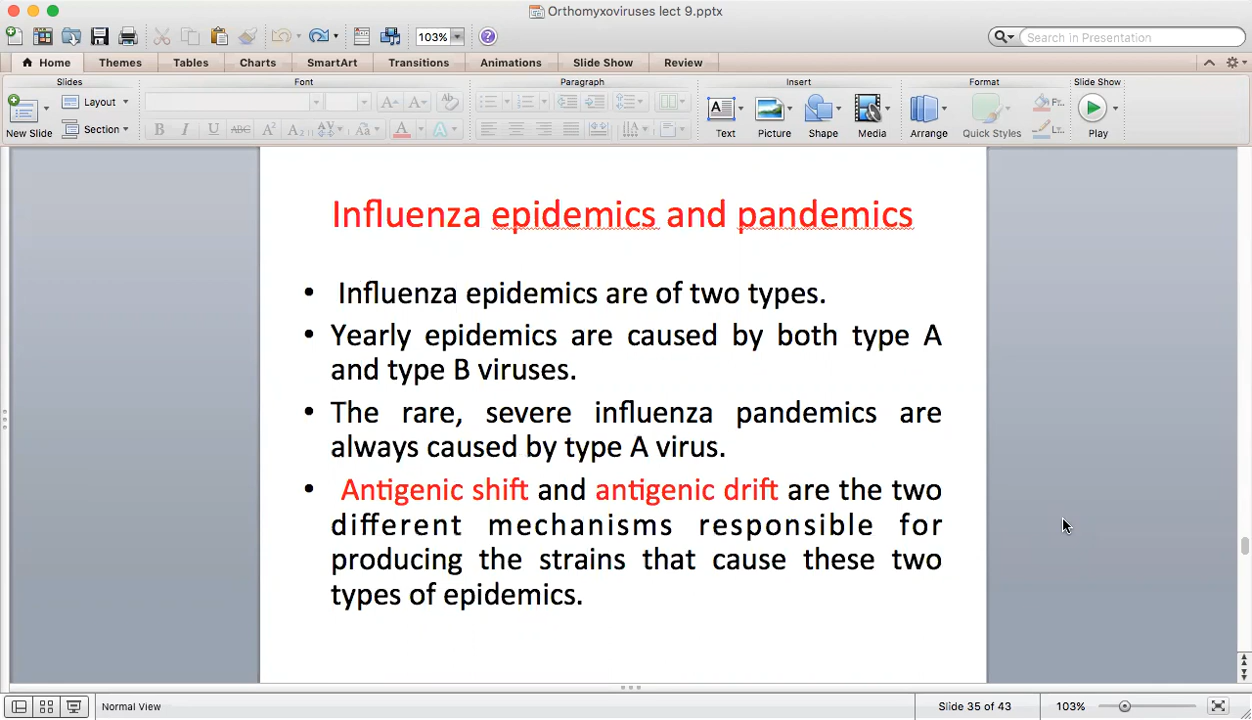 Orthomyxoviruses lect 9.pptx
103%
Search in Presentation
Home Themes Tables Charts SmartArt Transitions Animations Slide Show Review
Slides Font Paragraph Insert Format Slide Show
New Slide
Layout
Section
B I U ABC A² A₂ AV Aa A A
Text Picture Shape Media Arrange Quick Styles Play
Influenza epidemics and pandemics
• Influenza epidemics are of two types.
• Yearly epidemics are caused by both type A
and type B viruses.
• The rare, severe influenza pandemics are
always caused by type A virus.
• Antigenic shift and antigenic drift are the two
different mechanisms responsible for
producing the strains that cause these two
types of epidemics.
Normal View Slide 35 of 43 103%